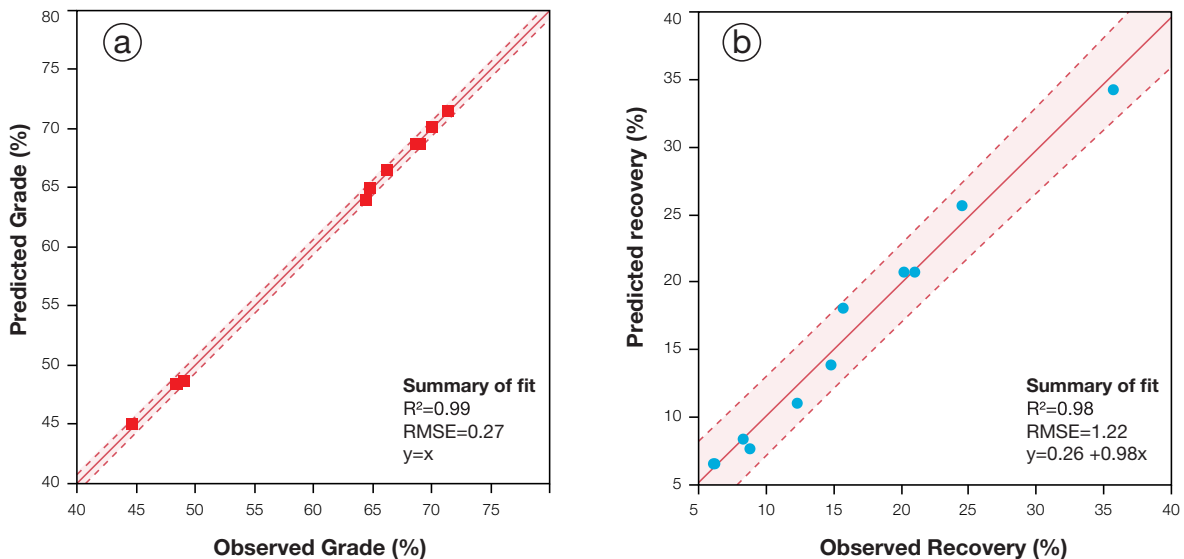 a
80
75
70
65
60
55
50
45
40
Predicted Grade (%)
Summary of fit
R²=0.99
RMSE=0.27
y=x
40 45 50 55 60 65 70 75
Observed Grade (%)
b
40
35
30
25
20
15
10
5
Predicted recovery (%)
Summary of fit
R²=0.98
RMSE=1.22
y=0.26 +0.98x
5 10 15 20 25 30 35 40
Observed Recovery (%)